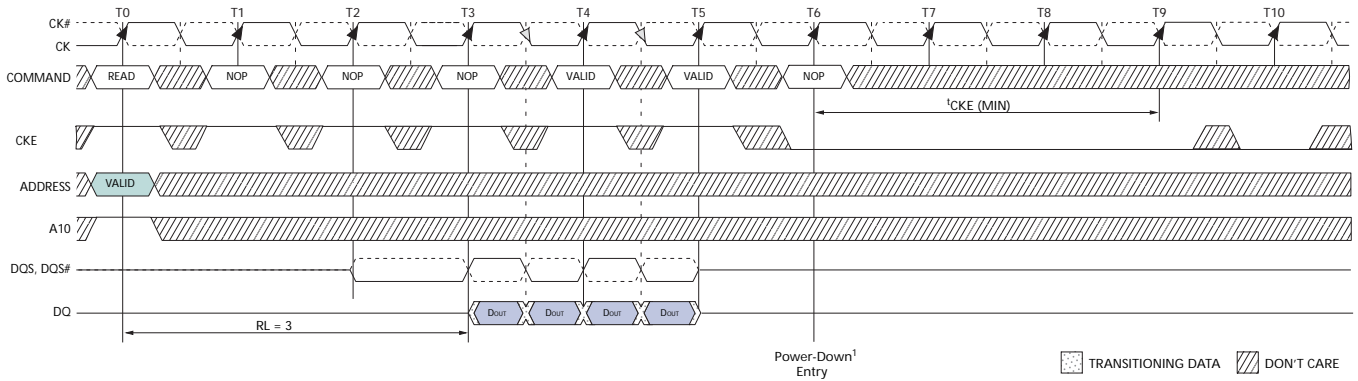 T0 T1 T2 T3 T4 T5 T6 T7 T8 T9 T10
CK#
CK
COMMAND READ NOP NOP NOP VALID VALID NOP
tCKE (MIN)
CKE
ADDRESS VALID
A10
DQS, DQS#
DQ DOUT DOUT DOUT DOUT
RL = 3
Power-Down1
Entry
TRANSITIONING DATA DON'T CARE